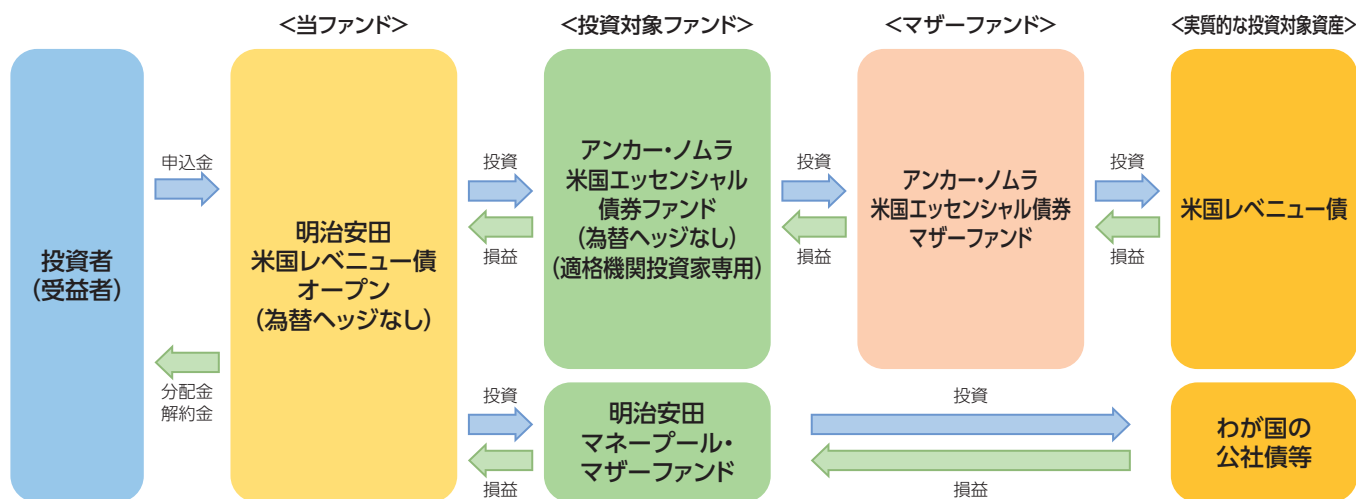 <当ファンド>
<投資対象ファンド>
<マザーファンド>
<実質的な投資対象資産>
投資者
(受益者)
申込金
分配金
解約金
明治安田
米国レベニュー債
オープン
(為替ヘッジなし)
投資
損益
アンカー・ノムラ
米国エッセンシャル
債券ファンド
(為替ヘッジなし)
(適格機関投資家専用)
投資
損益
アンカー・ノムラ
米国エッセンシャル債券
マザーファンド
投資
損益
米国レベニュー債
投資
損益
明治安田
マネープール・
マザーファンド
投資
損益
わが国の
公社債等